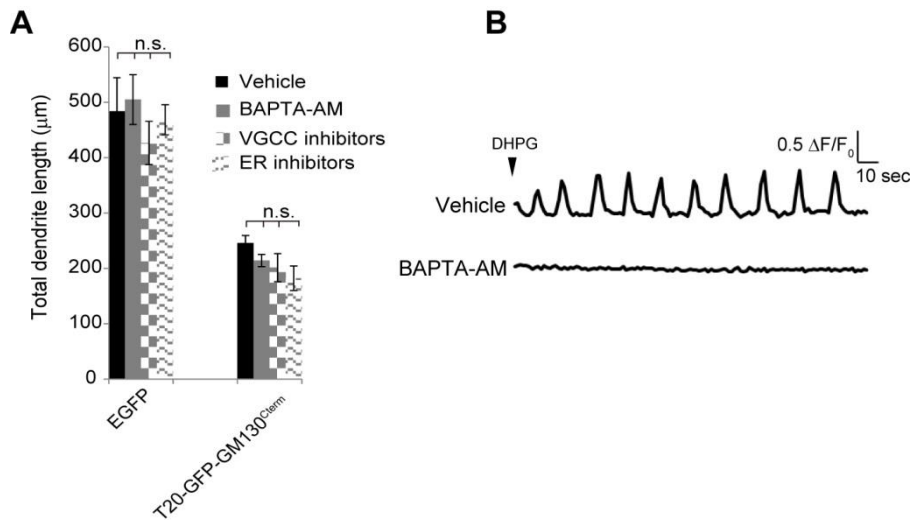 A
600
500
400
300
200
100
0
Total dendrite length (μm)
n.s.
Vehicle
BAPTA-AM
VGCC inhibitors
ER inhibitors
n.s.
EGFP
T20-GFP-GM130Cterm
B
DHPG
0.5 ΔF/F0
10 sec
Vehicle
BAPTA-AM